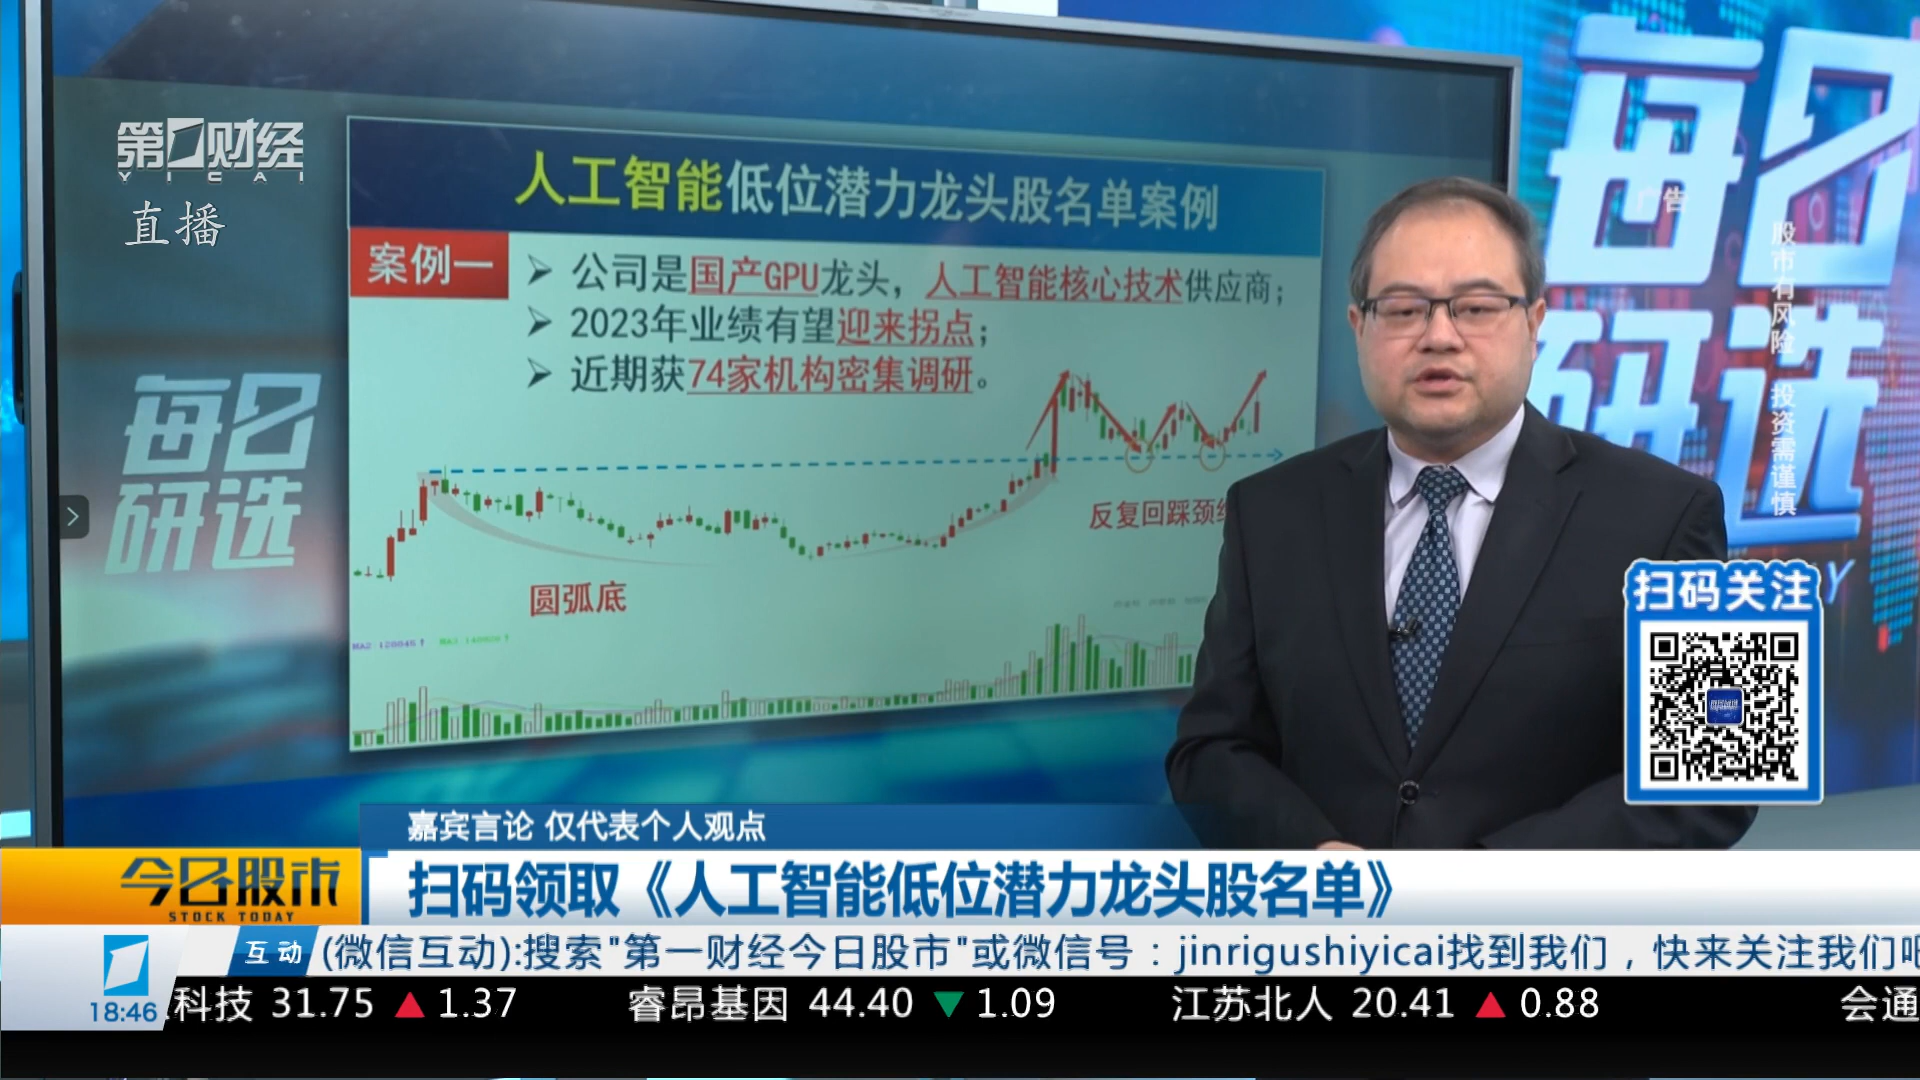 第一财经
YICAI
直播
人工智能低位潜力龙头股名单案例
案例一
公司是国产GPU龙头，人工智能核心技术供应商；
2023年业绩有望迎来拐点；
近期获74家机构密集调研。
反复回踩颈
圆弧底
每日
研选
每日
研选
广告
股市有风险 投资需谨慎
扫码关注
嘉宾言论 仅代表个人观点
今日股市
STOCK TODAY
扫码领取《人工智能低位潜力龙头股名单》
互动
(微信互动):搜索"第一财经今日股市"或微信号：jinrigushiyicai找到我们，快来关注我们吧
18:46
科技 31.75 ▲ 1.37 睿昂基因 44.40 ▼ 1.09 江苏北人 20.41 ▲ 0.88 会通